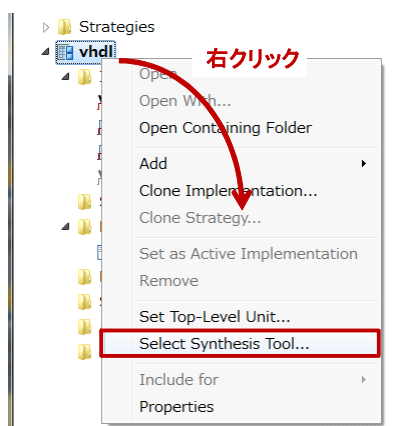 Strategies
vhdl
右クリック
Open
Open With...
Open Containing Folder
Add
Clone Implementation...
Clone Strategy...
Set as Active Implementation
Remove
Set Top-Level Unit...
Select Synthesis Tool...
Include for
Properties